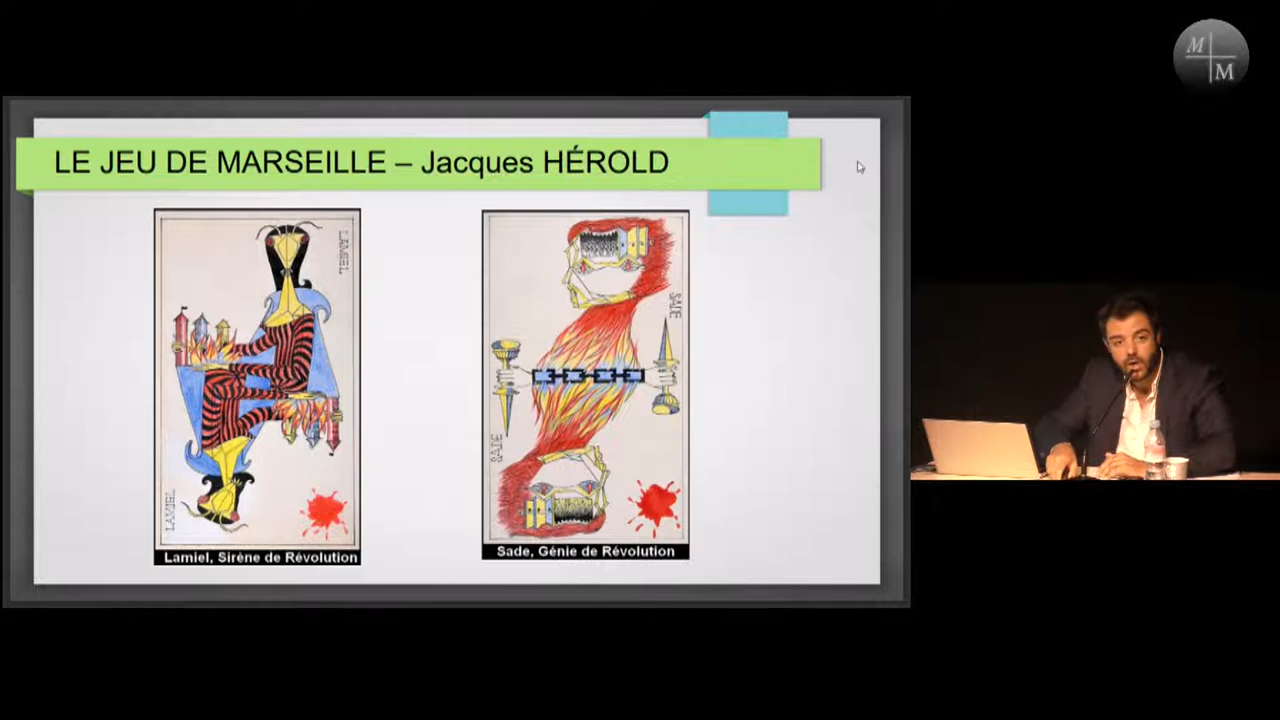 M
M
LE JEU DE MARSEILLE – Jacques HÉROLD
LAMIEL
LAMIEL
Lamiel, Sirène de Révolution
SADE
SADE
Sade, Génie de Révolution